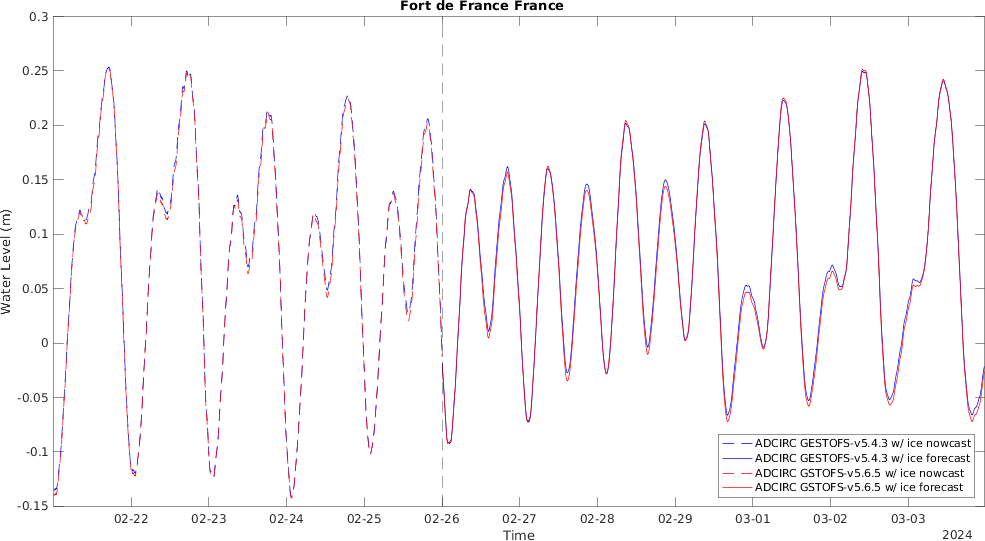 Fort de France France
Water Level (m)
0.3
0.25
0.2
0.15
0.1
0.05
0
-0.05
-0.1
-0.15
ADCIRC GESTOFS-v5.4.3 w/ ice nowcast
ADCIRC GESTOFS-v5.4.3 w/ ice forecast
ADCIRC GSTOFS-v5.6.5 w/ ice nowcast
ADCIRC GSTOFS-v5.6.5 w/ ice forecast
02-22 02-23 02-24 02-25 02-26 02-27 02-28 02-29 03-01 03-02 03-03
Time
2024